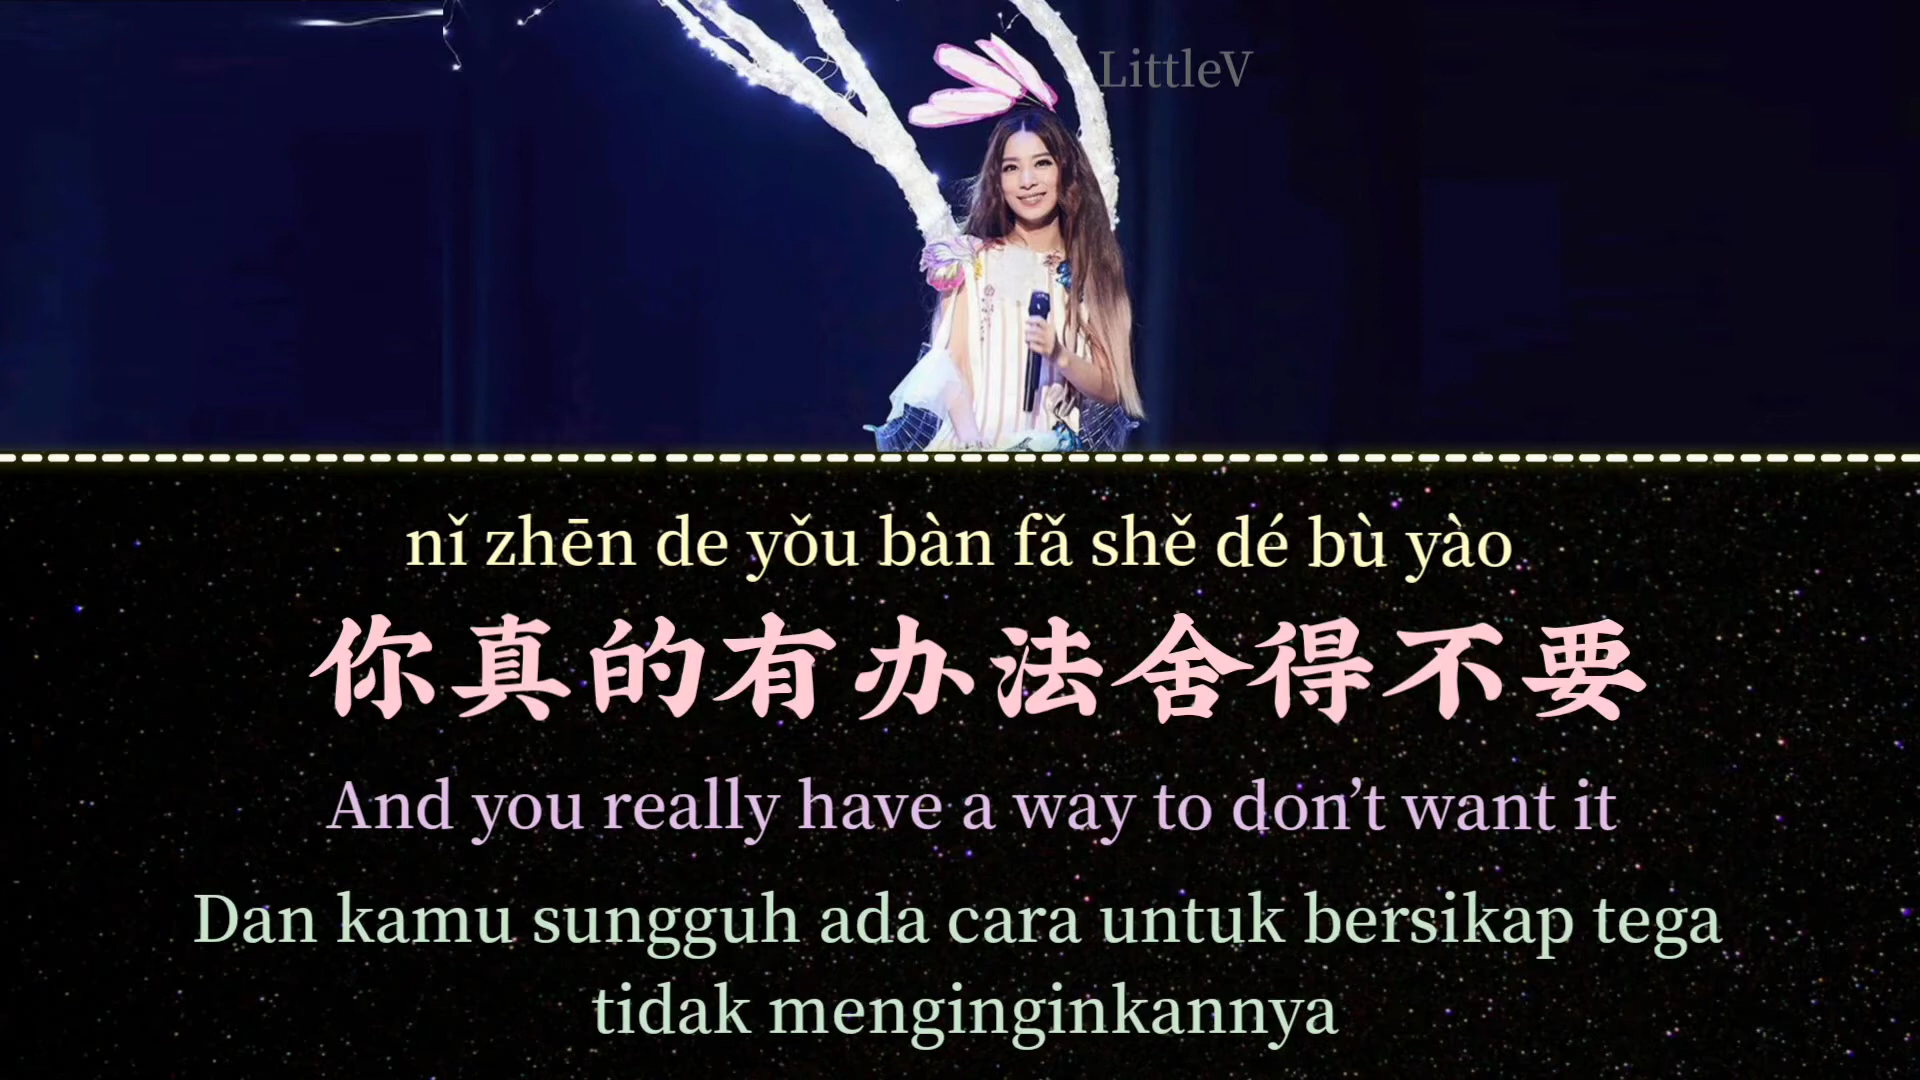 LittleV
nǐ zhēn de yǒu bàn fǎ shě dé bù yào
你真的有办法舍得不要
And you really have a way to don’t want it
Dan kamu sungguh ada cara untuk bersikap tega
tidak menginginkannya